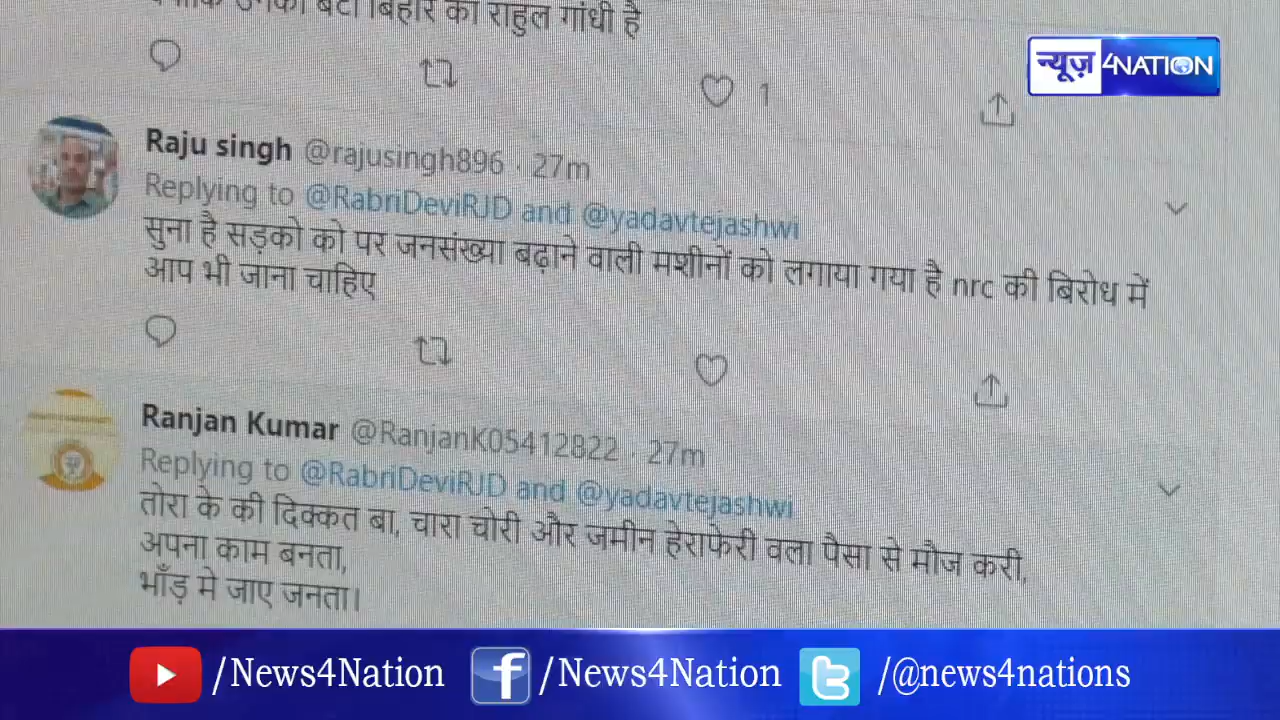 उनका बेटा बिहार का राहुल गांधी है
1
न्यूज़ 4NATION
Raju singh @rajusingh896 · 27m
Replying to @RabriDeviRJD and @yadavtejashwi
सुना है सड़को को पर जनसंख्या बढ़ाने वाली मशीनों को लगाया गया है nrc की बिरोध में
आप भी जाना चाहिए
Ranjan Kumar @RanjanK05412822 · 27m
Replying to @RabriDeviRJD and @yadavtejashwi
तोरा के की दिक्कत बा, चारा चोरी और जमीन हेराफेरी वला पैसा से मौज करी,
अपना काम बनता,
भाँड़ मे जाए जनता।
/News4Nation
/News4Nation
/@news4nations